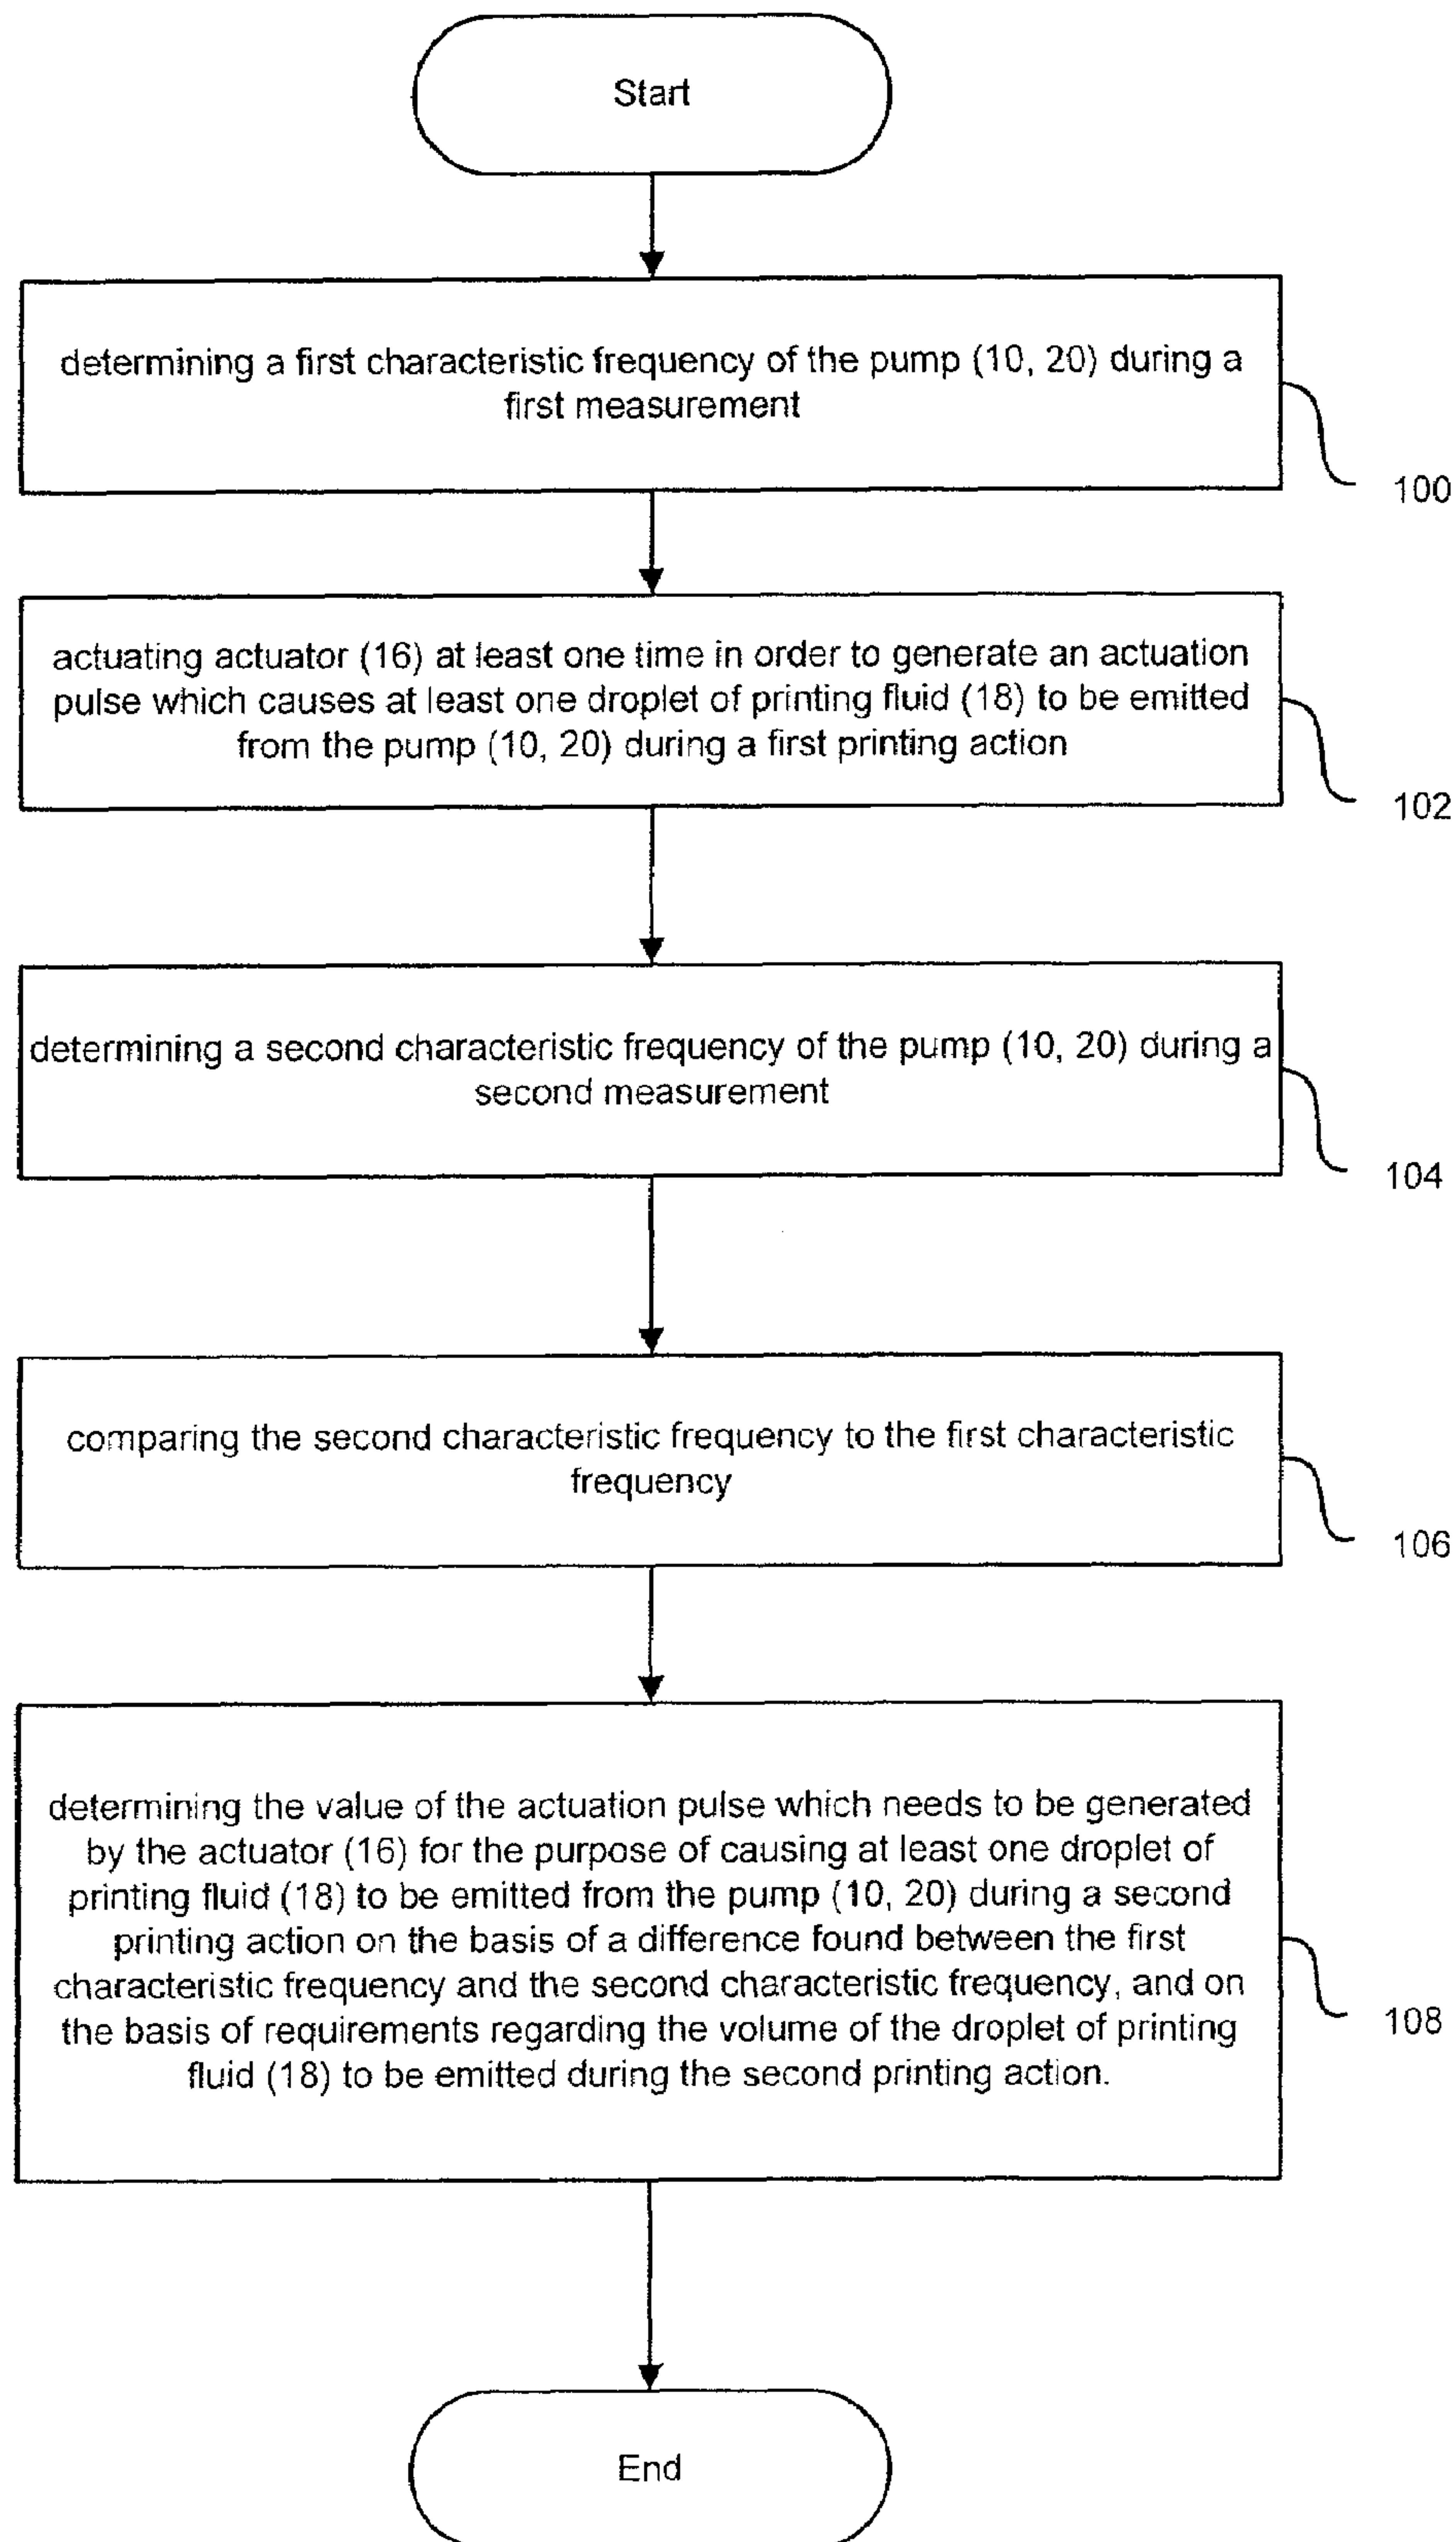 Start
determining a first characteristic frequency of the pump (10, 20) during a
first measurement
100
actuating actuator (16) at least one time in order to generate an actuation
pulse which causes at least one droplet of printing fluid (18) to be emitted
from the pump (10, 20) during a first printing action
102
determining a second characteristic frequency of the pump (10, 20) during a
second measurement
104
comparing the second characteristic frequency to the first characteristic
frequency
106
determining the value of the actuation pulse which needs to be generated
by the actuator (16) for the purpose of causing at least one droplet of
printing fluid (18) to be emitted from the pump (10, 20) during a second
printing action on the basis of a difference found between the first
characteristic frequency and the second characteristic frequency, and on
the basis of requirements regarding the volume of the droplet of printing
fluid (18) to be emitted during the second printing action.
108
End